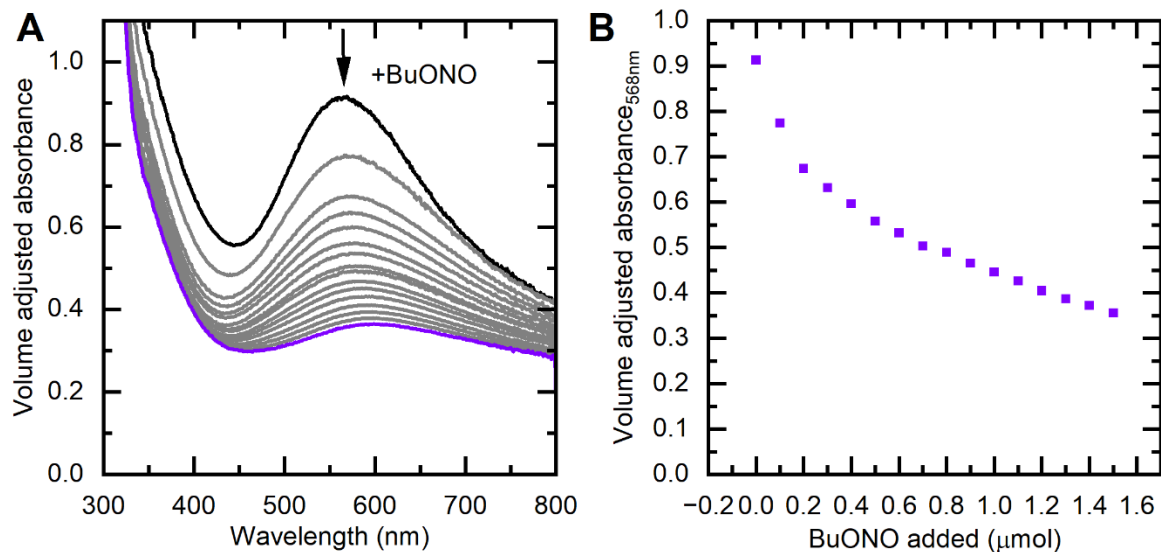 A
+BuONO
Volume adjusted absorbance
1.0
0.8
0.6
0.4
0.2
0.0
300 400 500 600 700 800
Wavelength (nm)
B
Volume adjusted absorbance568nm
1.0
0.9
0.8
0.7
0.6
0.5
0.4
0.3
0.2
0.1
0.0
−0.2 0.0 0.2 0.4 0.6 0.8 1.0 1.2 1.4 1.6
BuONO added (μmol)